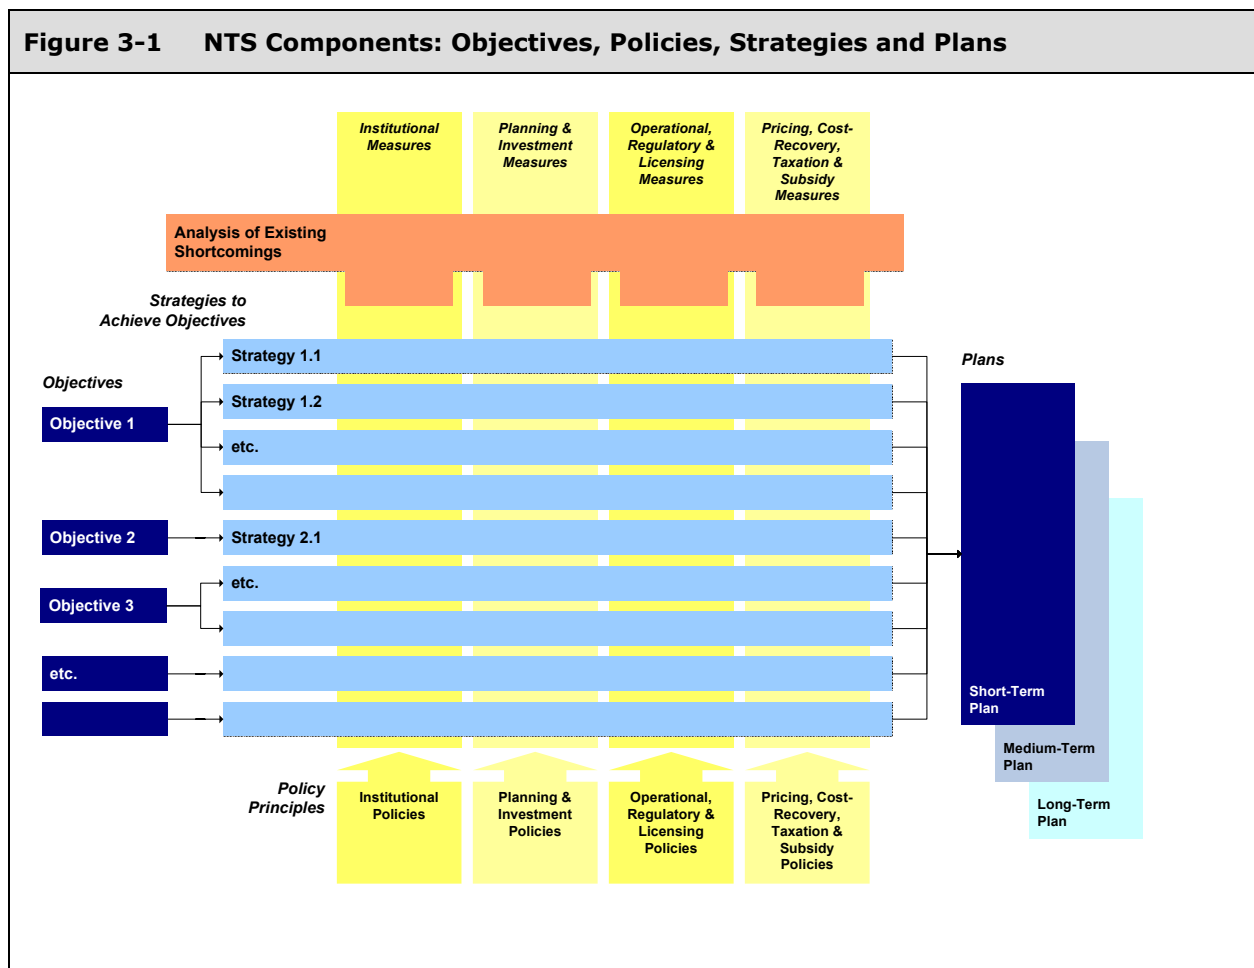 Figure 3-1 NTS Components: Objectives, Policies, Strategies and Plans
Institutional
Measures
Planning &
Investment
Measures
Operational,
Regulatory &
Licensing
Measures
Pricing, Cost-
Recovery,
Taxation &
Subsidy
Measures
Analysis of Existing
Shortcomings
Strategies to
Achieve Objectives
Objectives
Objective 1
Strategy 1.1
Strategy 1.2
etc.
Objective 2
Strategy 2.1
Objective 3
etc.
etc.
Plans
Short-Term
Plan
Medium-Term
Plan
Long-Term
Plan
Policy
Principles
Institutional
Policies
Planning &
Investment
Policies
Operational,
Regulatory &
Licensing
Policies
Pricing, Cost-
Recovery,
Taxation &
Subsidy
Policies